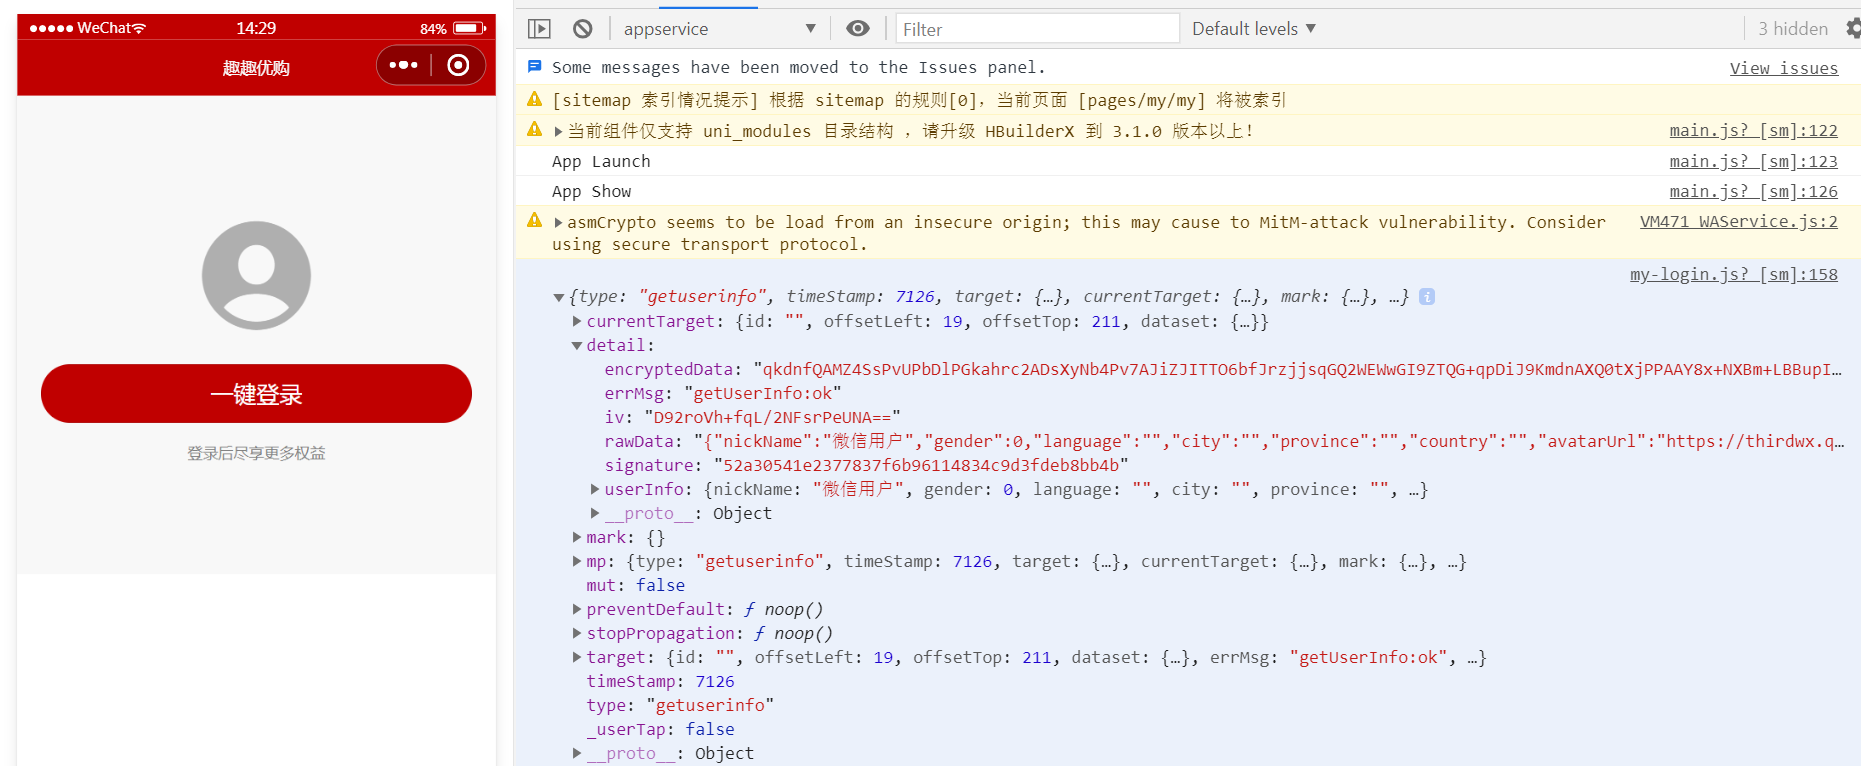 WeChat 14:29 84%
趣趣优购
一键登录
登录后尽享更多权益
appservice Filter Default levels 3 hidden
Some messages have been moved to the Issues panel. View issues
[sitemap 索引情况提示] 根据 sitemap 的规则[0]，当前页面 [pages/my/my] 将被索引
当前组件仅支持 uni_modules 目录结构 ，请升级 HBuilderX 到 3.1.0 版本以上！ main.js? [sm]:122
App Launch main.js? [sm]:123
App Show main.js? [sm]:126
asmCrypto seems to be load from an insecure origin; this may cause to MitM-attack vulnerability. Consider VM471 WAService.js:2
using secure transport protocol.
my-login.js? [sm]:158
{type: "getuserinfo", timeStamp: 7126, target: {…}, currentTarget: {…}, mark: {…}, …}
currentTarget: {id: "", offsetLeft: 19, offsetTop: 211, dataset: {…}}
detail:
encryptedData: "qkdnfQAMZ4SsPvUPbDlPGkahrc2ADsXyNb4Pv7AJiZJITTO6bfJrzjjsqGQ2WEWwGI9ZTQG+qpDiJ9KmdnAXQ0tXjPPAAY8x+NXBm+LBBupI…
errMsg: "getUserInfo:ok"
iv: "D92roVh+fqL/2NFsrPeUNA=="
rawData: "{"nickName":"微信用户","gender":0,"language":"","city":"","province":"","country":"","avatarUrl":"https://thirdwx.q…
signature: "52a30541e2377837f6b96114834c9d3fdeb8bb4b"
userInfo: {nickName: "微信用户", gender: 0, language: "", city: "", province: "", …}
__proto__: Object
mark: {}
mp: {type: "getuserinfo", timeStamp: 7126, target: {…}, currentTarget: {…}, mark: {…}, …}
mut: false
preventDefault: ƒ noop()
stopPropagation: ƒ noop()
target: {id: "", offsetLeft: 19, offsetTop: 211, dataset: {…}, errMsg: "getUserInfo:ok", …}
timeStamp: 7126
type: "getuserinfo"
_userTap: false
__proto__: Object